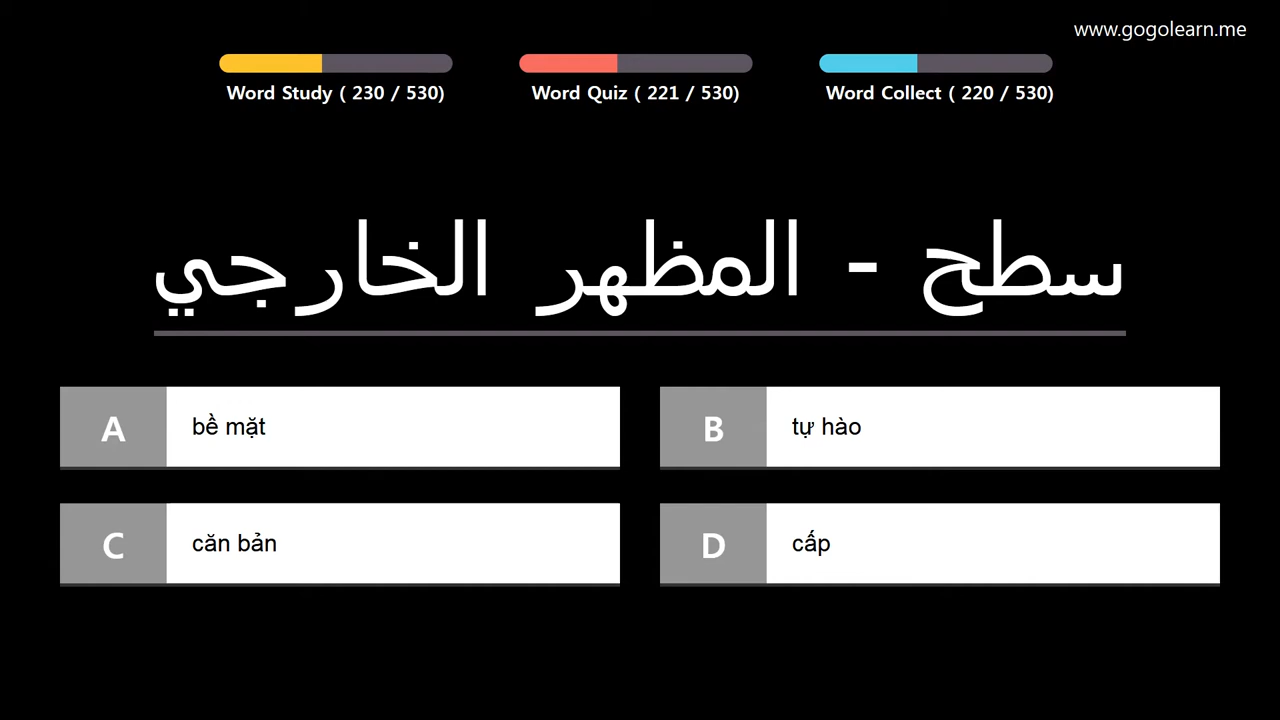 www.gogolearn.me
Word Study ( 230 / 530)
Word Quiz ( 221 / 530)
Word Collect ( 220 / 530)
سطح - المظهر الخارجي
A bề mặt
B tự hào
C căn bản
D cấp